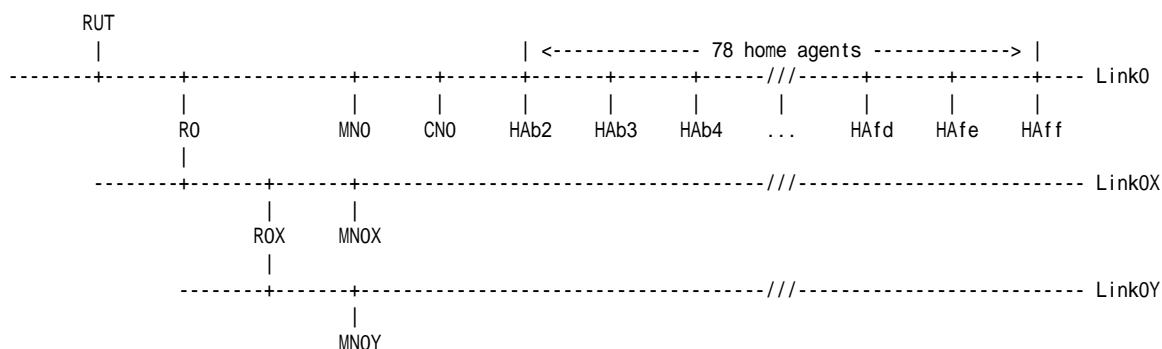 RUT
| <-------------- 78 home agents -------------> |
--------+-------+----------------+-------+-------+-------+-------+------///------+-------+-------+---- Link0
R0 MN0 CN0 HAb2 HAb3 HAb4 ... HAfd HAfe HAff
--------+-------+-------+---------------------------------------///--------------------------- Link0X
R0X MN0X
--------+-------+---------------------------------------///--------------------------- Link0Y
MN0Y